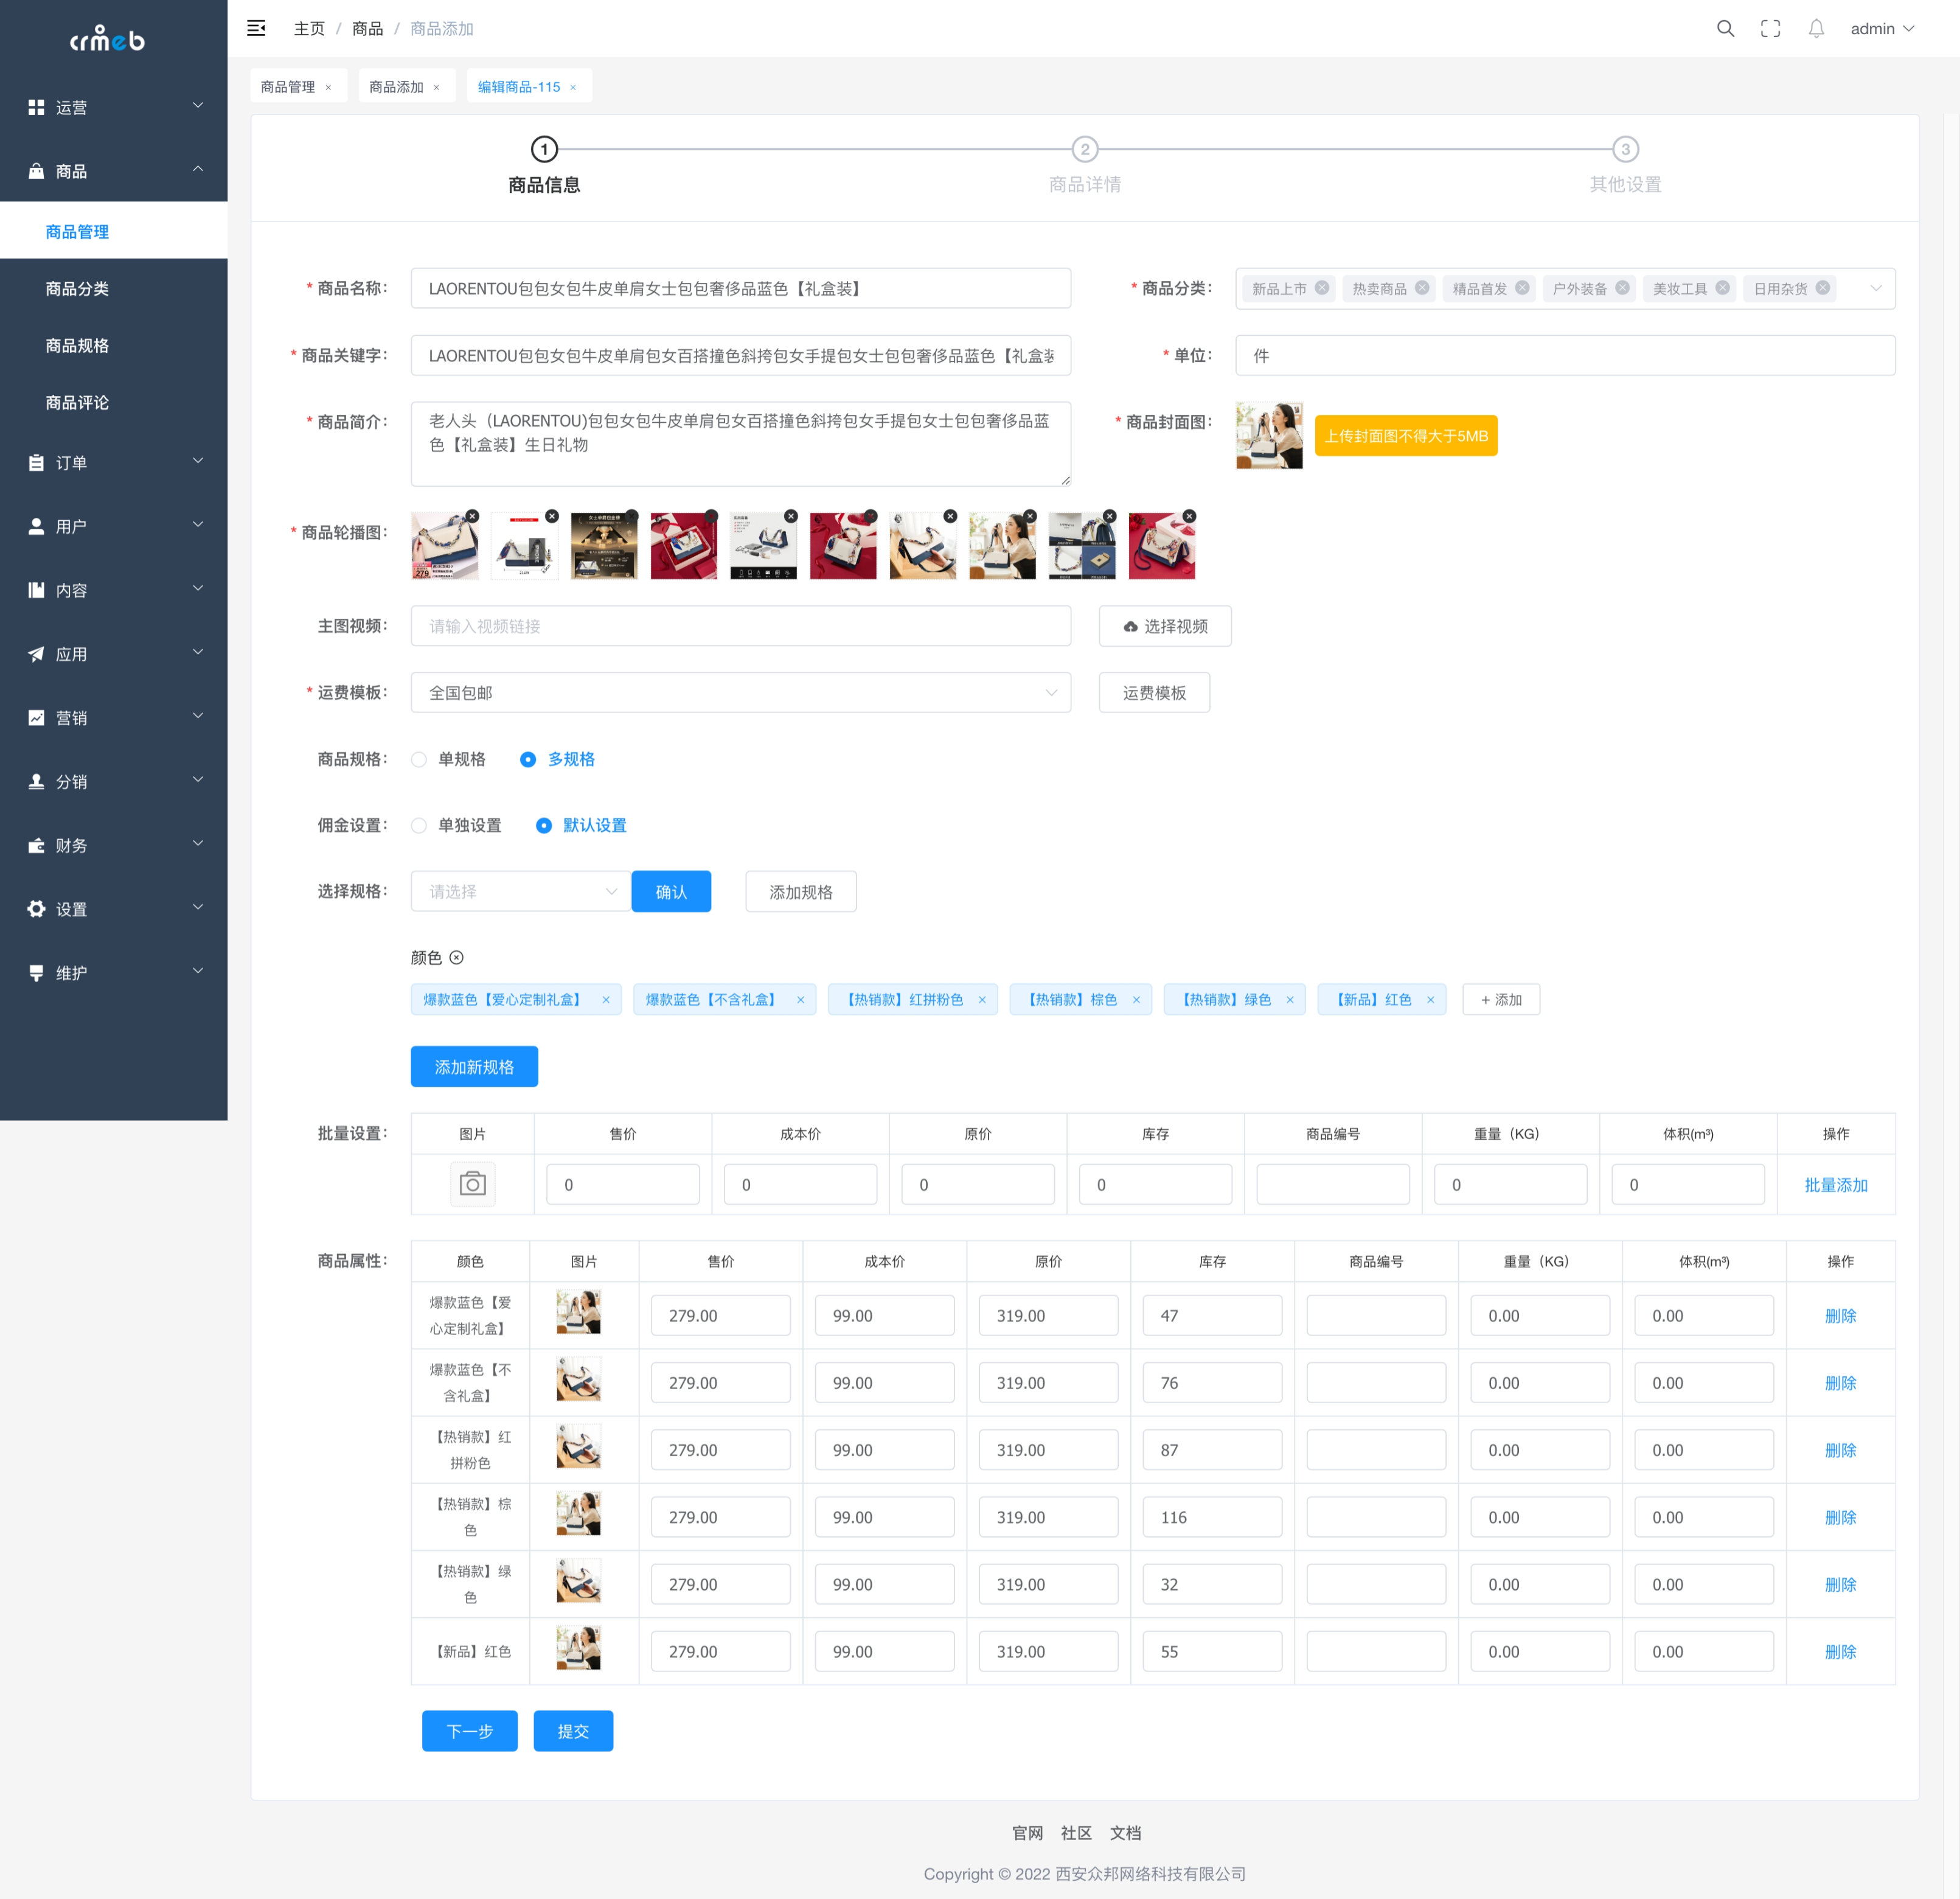 crmeb
运营
商品
商品管理
商品分类
商品规格
商品评论
订单
用户
内容
应用
营销
分销
财务
设置
维护
主页 / 商品 / 商品添加
admin
商品管理 ×
商品添加 ×
编辑商品-115 ×
1
商品信息
2
商品详情
3
其他设置
* 商品名称：
LAORENTOU包包女包牛皮单肩女士包包奢侈品蓝色【礼盒装】
* 商品分类：
新品上市
热卖商品
精品首发
户外装备
美妆工具
日用杂货
* 商品关键字：
LAORENTOU包包女包牛皮单肩包女百搭撞色斜挎包女手提包女士包包奢侈品蓝色【礼盒装
* 单位：
件
* 商品简介：
老人头（LAORENTOU)包包女包牛皮单肩包女百搭撞色斜挎包女手提包女士包包奢侈品蓝
色【礼盒装】生日礼物
* 商品封面图：
上传封面图不得大于5MB
* 商品轮播图：
279
主图视频：
请输入视频链接
选择视频
* 运费模板：
全国包邮
运费模板
商品规格：
单规格
多规格
佣金设置：
单独设置
默认设置
选择规格：
请选择
确认
添加规格
颜色
爆款蓝色【爱心定制礼盒】 ×
爆款蓝色【不含礼盒】 ×
【热销款】红拼粉色 ×
【热销款】棕色 ×
【热销款】绿色 ×
【新品】红色 ×
+ 添加
添加新规格
批量设置：
图片 售价 成本价 原价 库存 商品编号 重量（KG） 体积(m³) 操作
0 0 0 0 0 0 批量添加
商品属性：
颜色 图片 售价 成本价 原价 库存 商品编号 重量（KG） 体积(m³) 操作
爆款蓝色【爱
心定制礼盒】
279.00 99.00 319.00 47 0.00 0.00 删除
爆款蓝色【不
含礼盒】
279.00 99.00 319.00 76 0.00 0.00 删除
【热销款】红
拼粉色
279.00 99.00 319.00 87 0.00 0.00 删除
【热销款】棕
色
279.00 99.00 319.00 116 0.00 0.00 删除
【热销款】绿
色
279.00 99.00 319.00 32 0.00 0.00 删除
【新品】红色
279.00 99.00 319.00 55 0.00 0.00 删除
下一步
提交
官网 社区 文档
Copyright © 2022 西安众邦网络科技有限公司